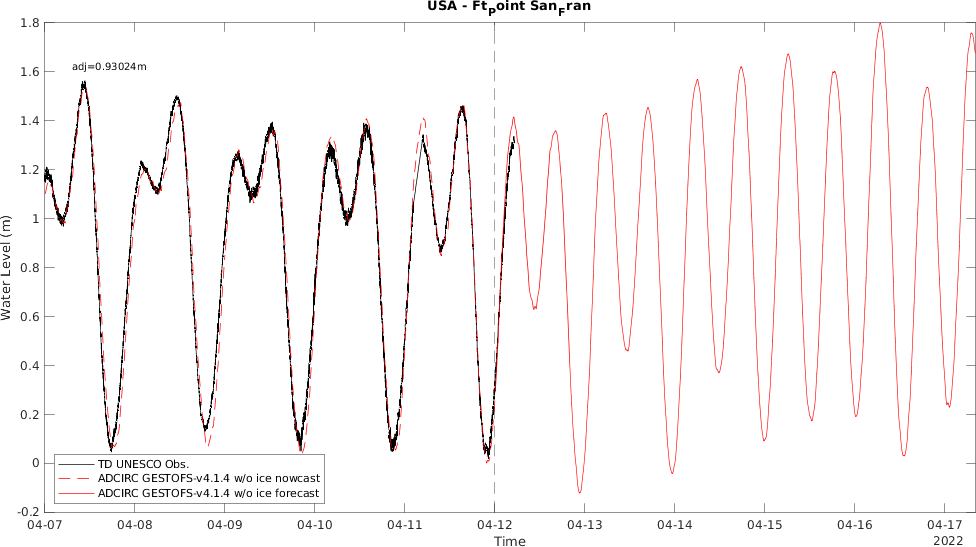 USA - FtPoint SanFran
1.8
adj=0.93024m
1.6
1.4
1.2
1
0.8
0.6
0.4
0.2
0
-0.2
Water Level (m)
TD UNESCO Obs.
ADCIRC GESTOFS-v4.1.4 w/o ice nowcast
ADCIRC GESTOFS-v4.1.4 w/o ice forecast
04-07 04-08 04-09 04-10 04-11 04-12 04-13 04-14 04-15 04-16 04-17
Time
2022